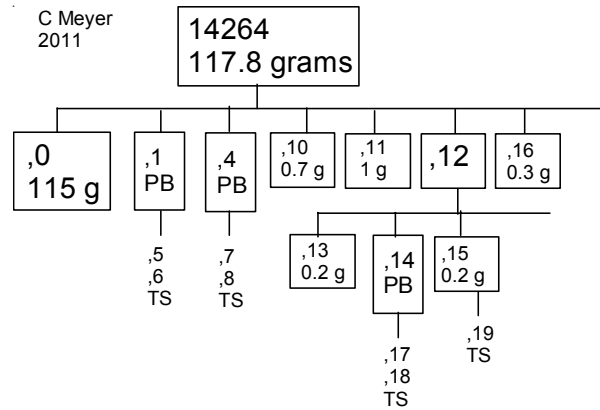 C Meyer
2011
14264
117.8 grams
,0
115 g
,1
PB
,4
PB
,10
0.7 g
,11
1 g
,12
,16
0.3 g
,5
,6
TS
,7
,8
TS
,13
0.2 g
,14
PB
,15
0.2 g
,17
,18
TS
,19
TS